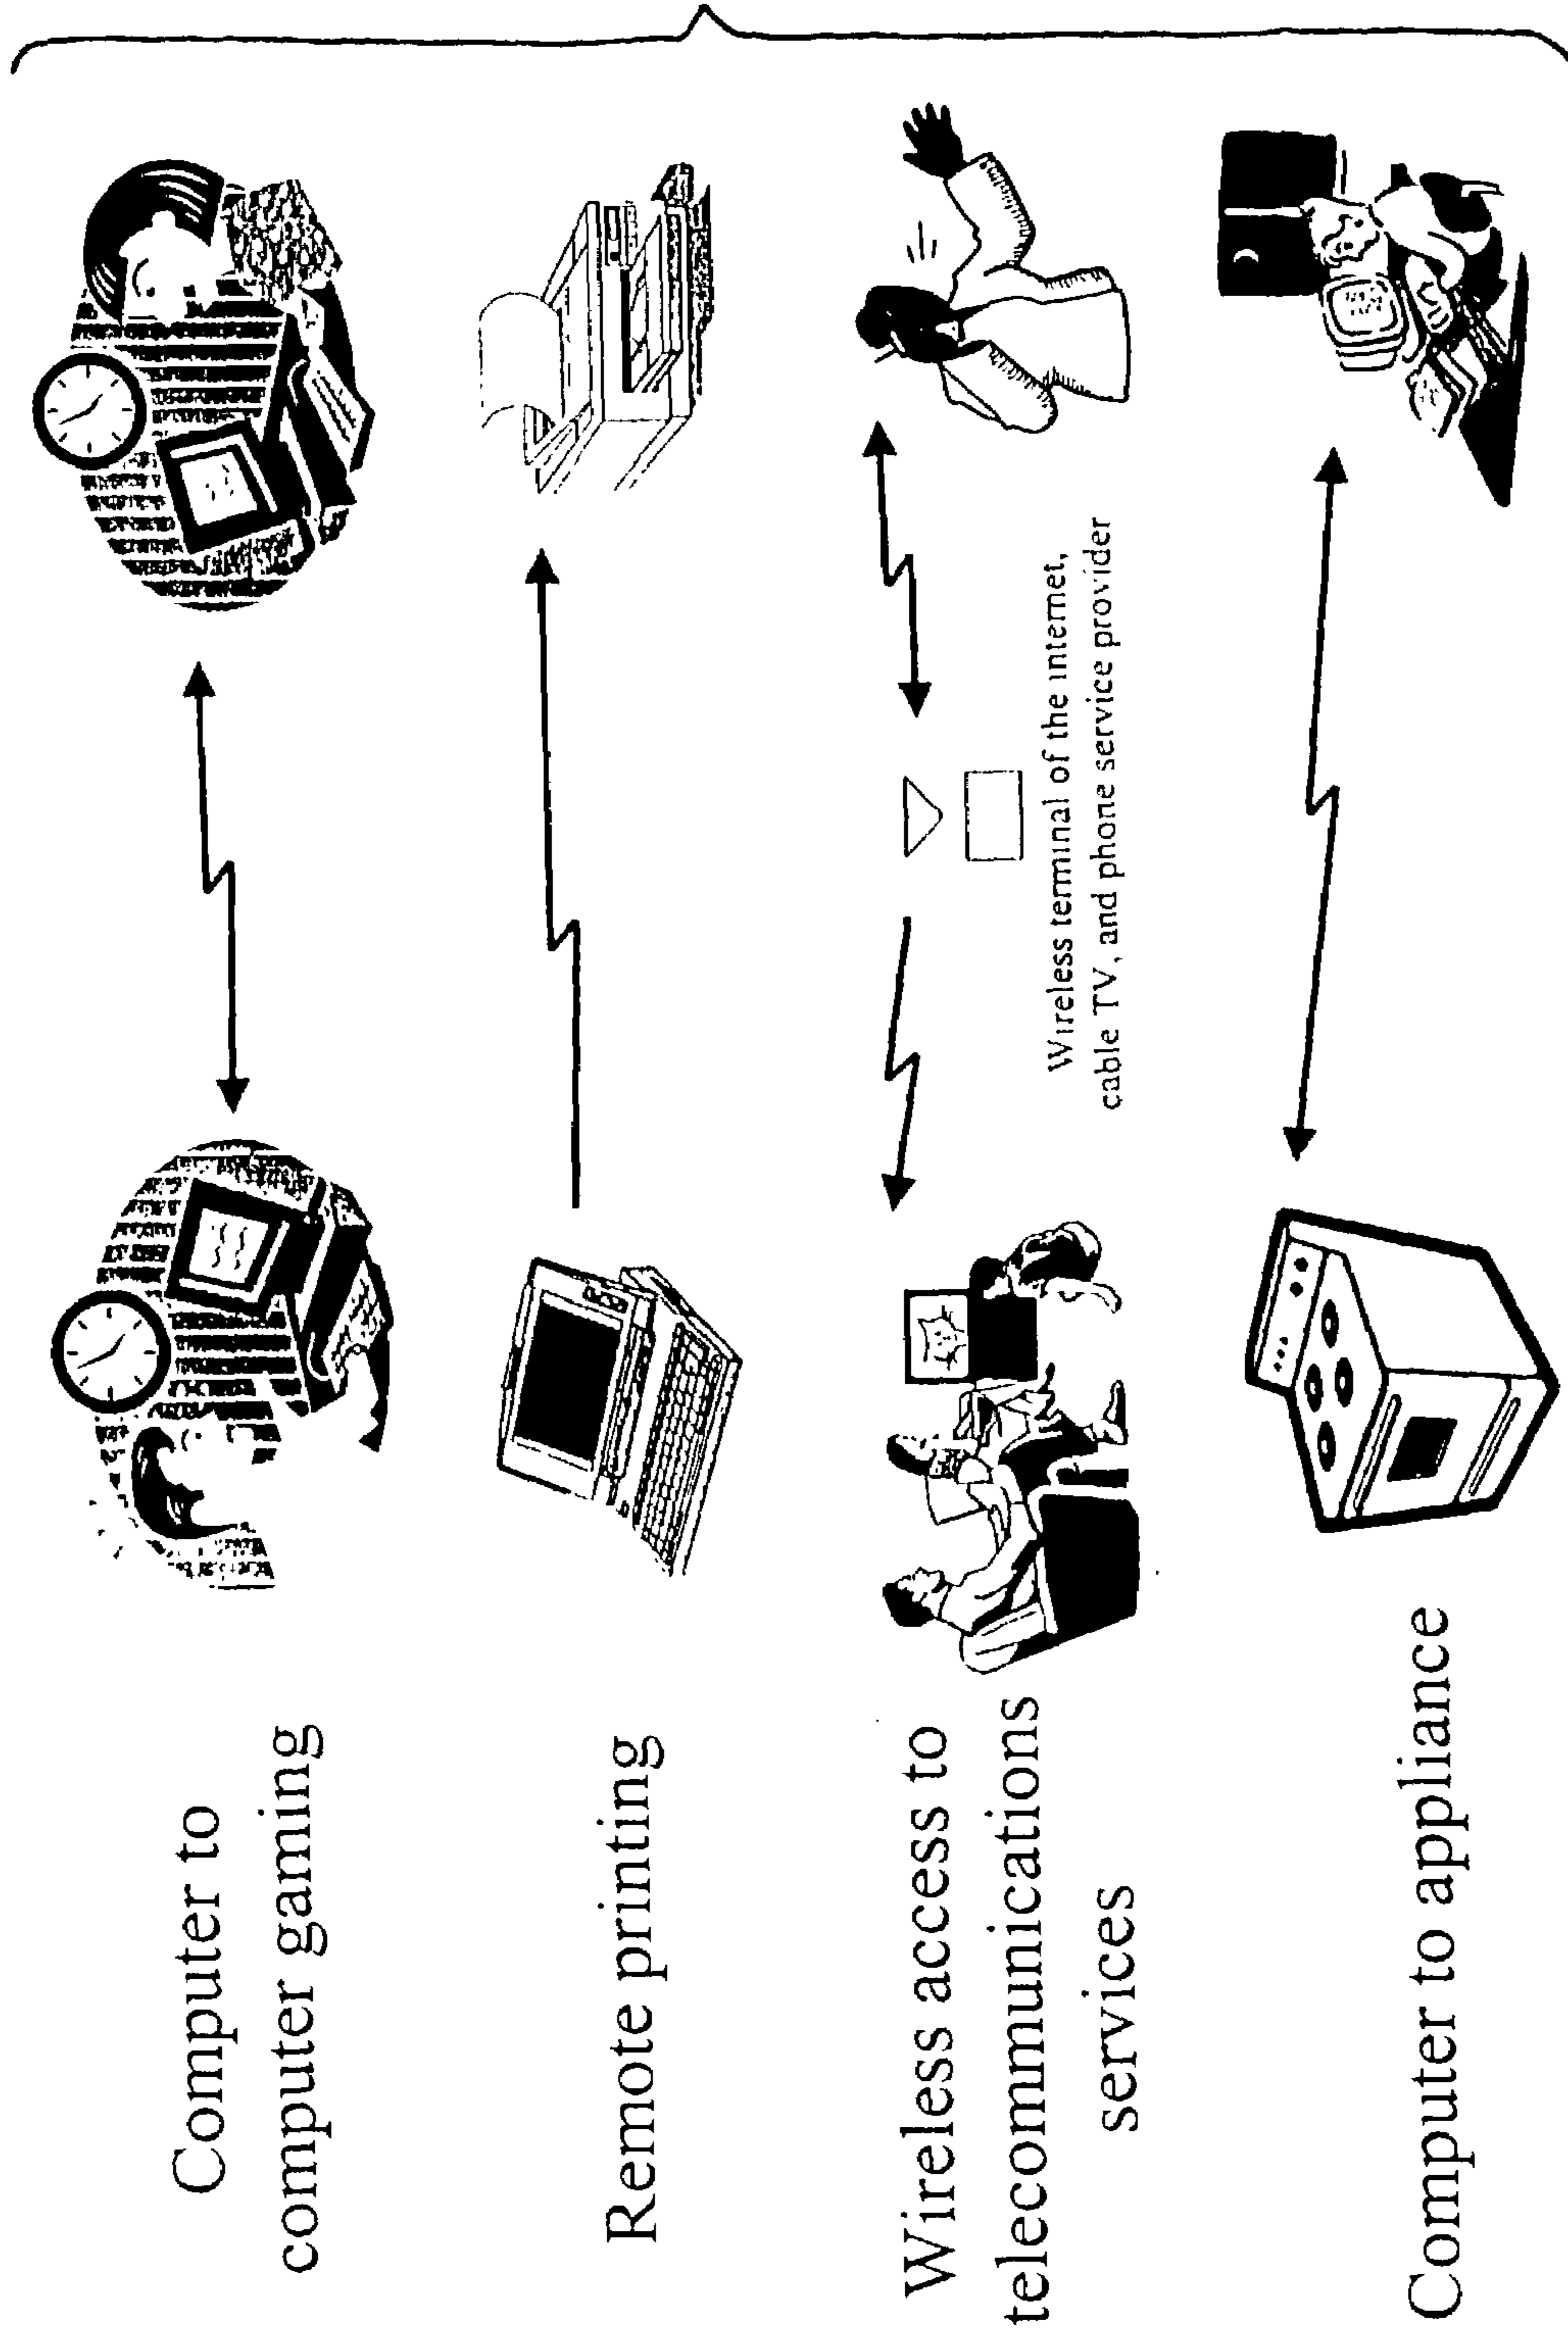 Computer to
computer gaming
Remote printing
Wireless access to
telecommunications
services
Wireless terminal of the internet,
cable TV, and phone service provider
Computer to appliance